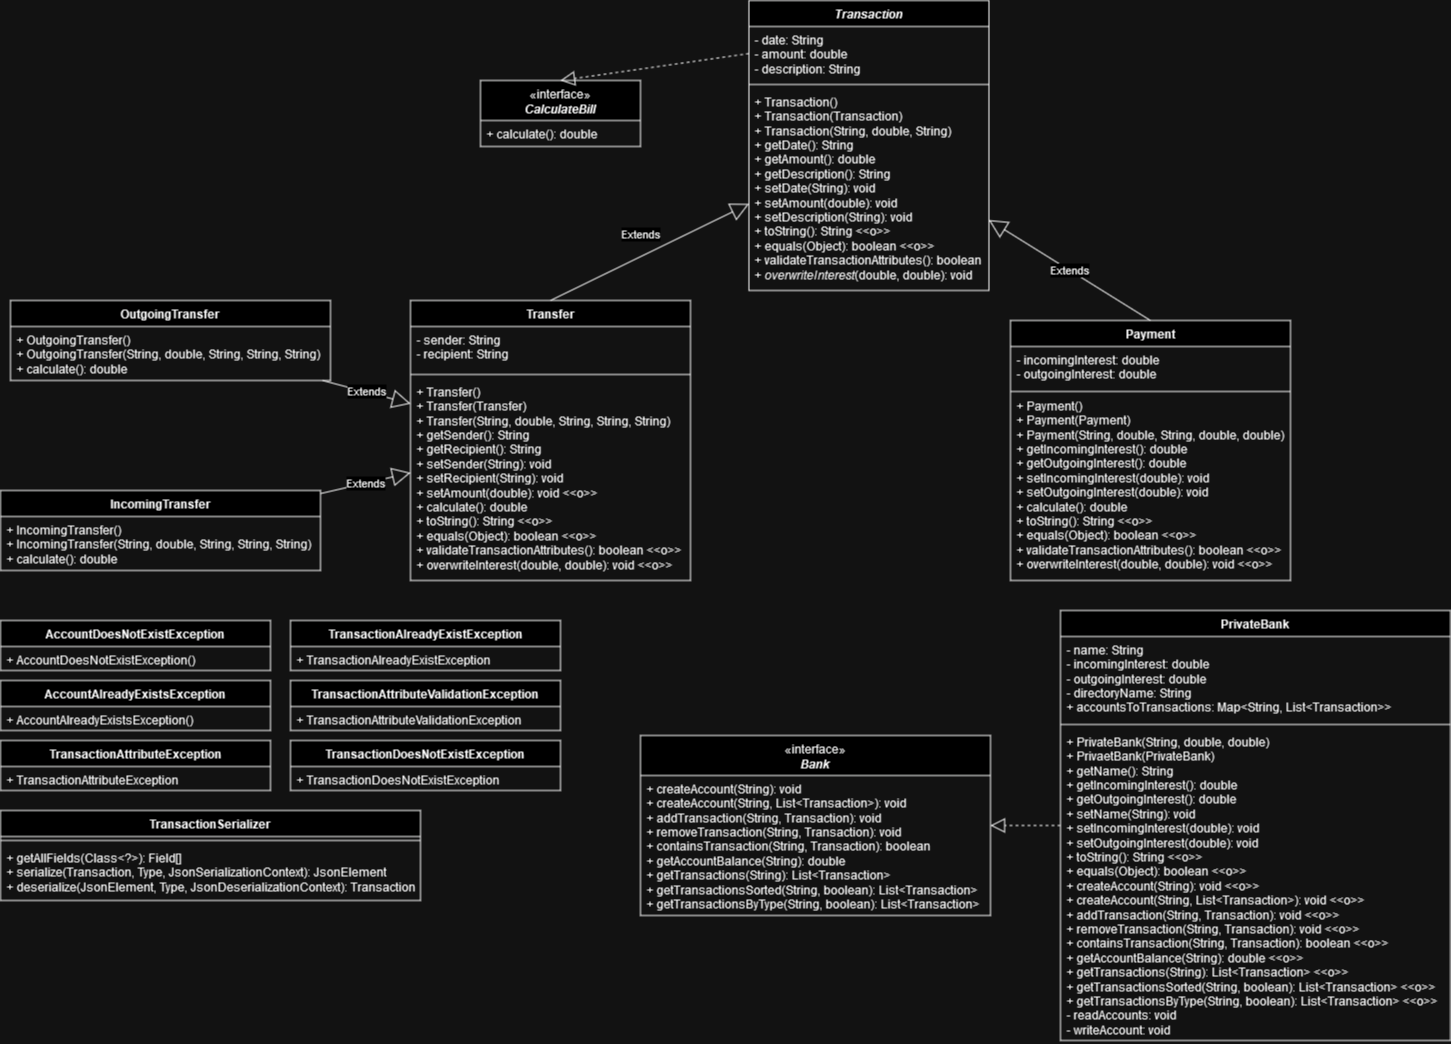 Transaction
- date: String
- amount: double
- description: String
+ Transaction()
+ Transaction(Transaction)
+ Transaction(String, double, String)
+ getDate(): String
+ getAmount(): double
+ getDescription(): String
+ setDate(String): void
+ setAmount(double): void
+ setDescription(String): void
+ toString(): String <<o>>
+ equals(Object): boolean <<o>>
+ validateTransactionAttributes(): boolean
+ overwriteInterest(double, double): void
«interface»
CalculateBill
+ calculate(): double
Extends
Extends
OutgoingTransfer
+ OutgoingTransfer()
+ OutgoingTransfer(String, double, String, String, String)
+ calculate(): double
Extends
IncomingTransfer
+ IncomingTransfer()
+ IncomingTransfer(String, double, String, String, String)
+ calculate(): double
Extends
Transfer
- sender: String
- recipient: String
+ Transfer()
+ Transfer(Transfer)
+ Transfer(String, double, String, String, String)
+ getSender(): String
+ getRecipient(): String
+ setSender(String): void
+ setRecipient(String): void
+ setAmount(double): void <<o>>
+ calculate(): double
+ toString(): String <<o>>
+ equals(Object): boolean <<o>>
+ validateTransactionAttributes(): boolean <<o>>
+ overwriteInterest(double, double): void <<o>>
Payment
- incomingInterest: double
- outgoingInterest: double
+ Payment()
+ Payment(Payment)
+ Payment(String, double, String, double, double)
+ getIncomingInterest(): double
+ getOutgoingInterest(): double
+ setIncomingInterest(double): void
+ setOutgoingInterest(double): void
+ calculate(): double
+ toString(): String <<o>>
+ equals(Object): boolean <<o>>
+ validateTransactionAttributes(): boolean <<o>>
+ overwriteInterest(double, double): void <<o>>
AccountDoesNotExistException
+ AccountDoesNotExistException()
TransactionAlreadyExistException
+ TransactionAlreadyExistException
AccountAlreadyExistsException
+ AccountAlreadyExistsException()
TransactionAttributeValidationException
+ TransactionAttributeValidationException
TransactionAttributeException
+ TransactionAttributeException
TransactionDoesNotExistException
+ TransactionDoesNotExistException
TransactionSerializer
+ getAllFields(Class<?>): Field[]
+ serialize(Transaction, Type, JsonSerializationContext): JsonElement
+ deserialize(JsonElement, Type, JsonDeserializationContext): Transaction
«interface»
Bank
+ createAccount(String): void
+ createAccount(String, List<Transaction>): void
+ addTransaction(String, Transaction): void
+ removeTransaction(String, Transaction): void
+ containsTransaction(String, Transaction): boolean
+ getAccountBalance(String): double
+ getTransactions(String): List<Transaction>
+ getTransactionsSorted(String, boolean): List<Transaction>
+ getTransactionsByType(String, boolean): List<Transaction>
PrivateBank
- name: String
- incomingInterest: double
- outgoingInterest: double
- directoryName: String
+ accountsToTransactions: Map<String, List<Transaction>>
+ PrivateBank(String, double, double)
+ PrivaetBank(PrivateBank)
+ getName(): String
+ getIncomingInterest(): double
+ getOutgoingInterest(): double
+ setName(String): void
+ setIncomingInterest(double): void
+ setOutgoingInterest(double): void
+ toString(): String <<o>>
+ equals(Object): boolean <<o>>
+ createAccount(String): void <<o>>
+ createAccount(String, List<Transaction>): void <<o>>
+ addTransaction(String, Transaction): void <<o>>
+ removeTransaction(String, Transaction): void <<o>>
+ containsTransaction(String, Transaction): boolean <<o>>
+ getAccountBalance(String): double <<o>>
+ getTransactions(String): List<Transaction> <<o>>
+ getTransactionsSorted(String, boolean): List<Transaction> <<o>>
+ getTransactionsByType(String, boolean): List<Transaction> <<o>>
- readAccounts: void
- writeAccount: void